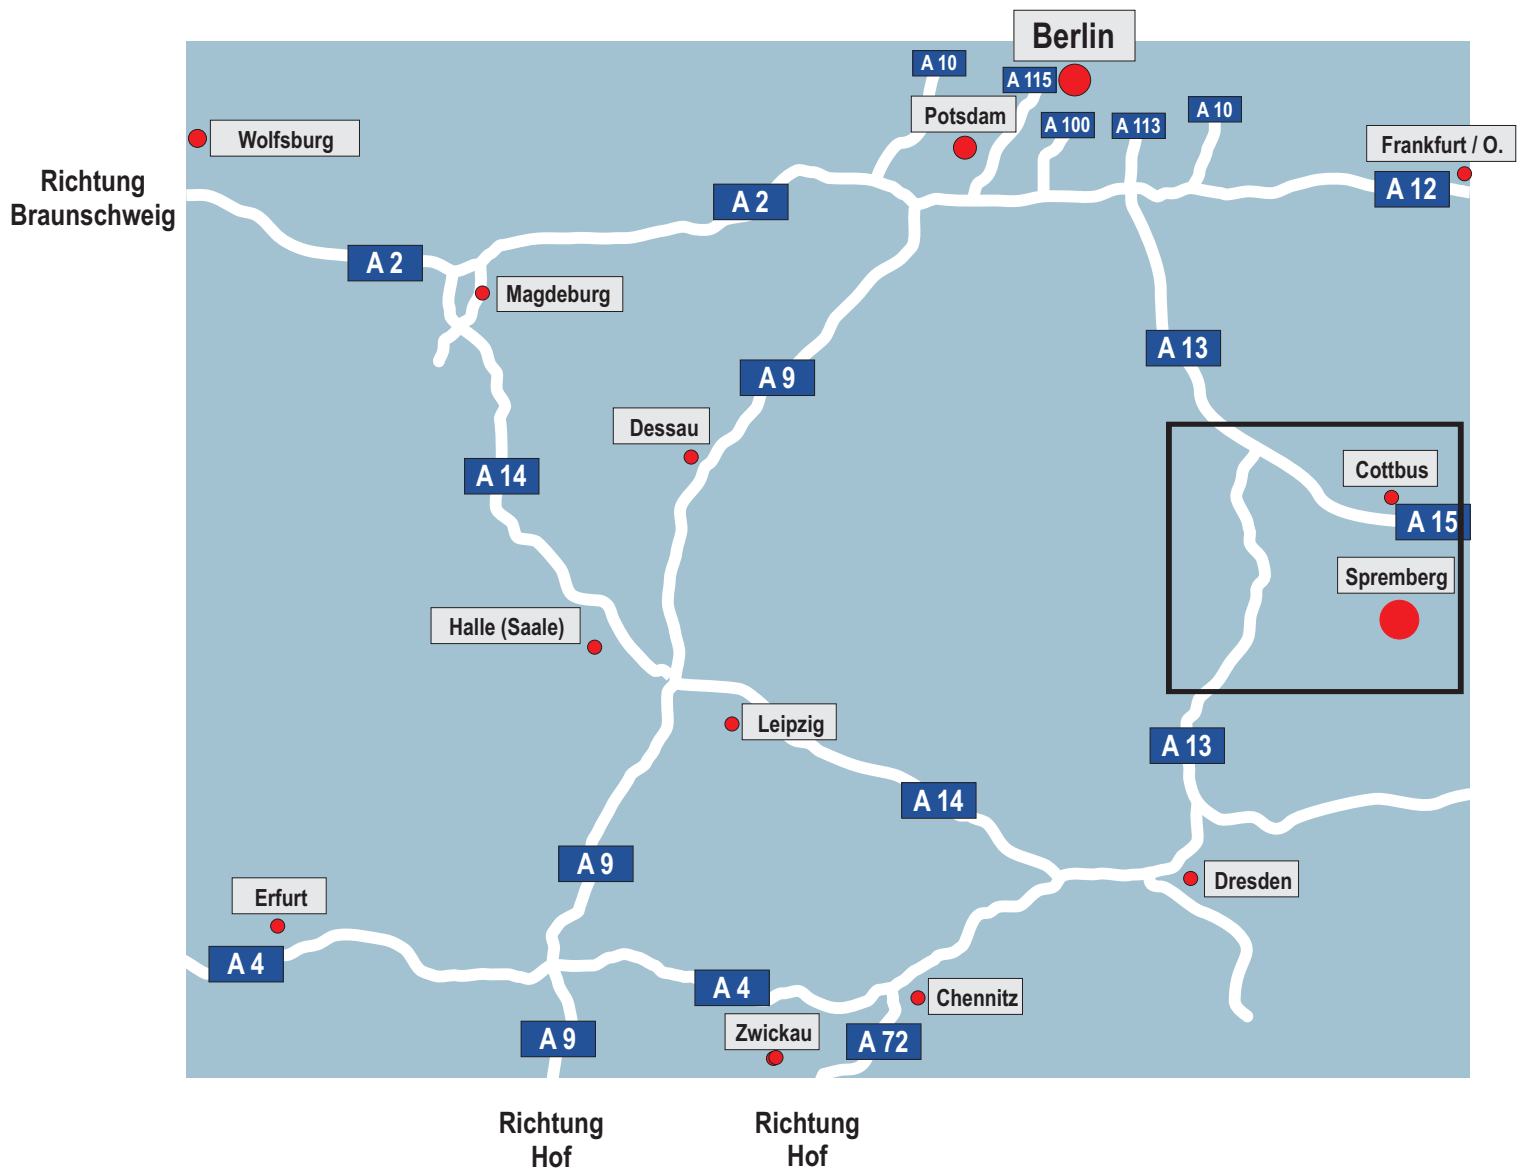 Berlin
A 10
A 115
Potsdam
A 100
A 113
A 10
Wolfsburg
Frankfurt / O.
Richtung
Braunschweig
A 2
A 12
A 2
Magdeburg
A 13
A 9
Dessau
Cottbus
A 14
A 15
Spremberg
Halle (Saale)
Leipzig
A 13
A 14
A 9
Dresden
Erfurt
A 4
A 4
Chennitz
Zwickau
A 9
A 72
Richtung
Hof
Richtung
Hof